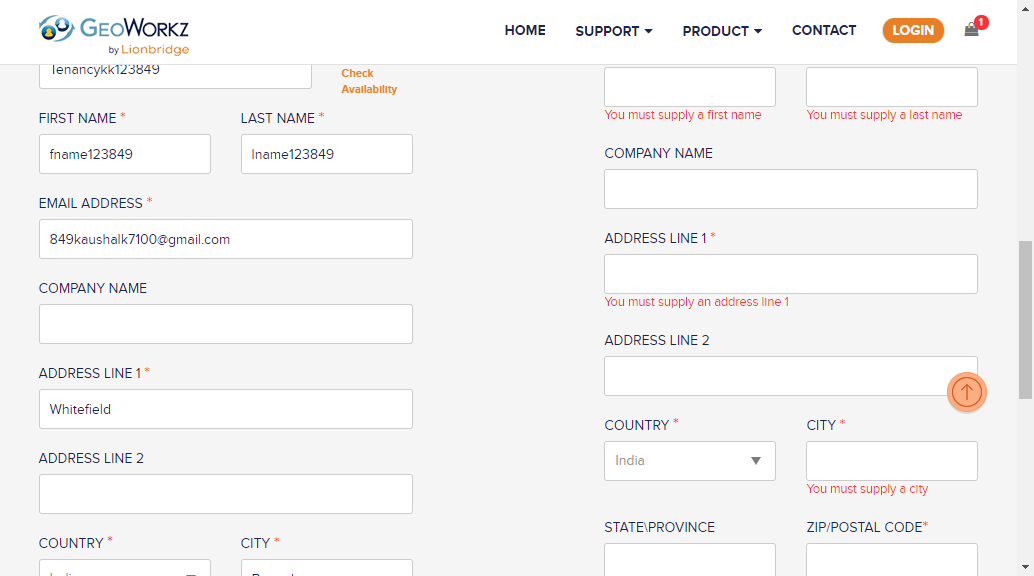 GeoWorkz
by Lionbridge
HOME
SUPPORT
PRODUCT
CONTACT
LOGIN
1
Tenancykk123849
Check
Availability
FIRST NAME *
LAST NAME *
fname123849
lname123849
EMAIL ADDRESS *
849kaushalk7100@gmail.com
COMPANY NAME
ADDRESS LINE 1 *
Whitefield
ADDRESS LINE 2
COUNTRY *
CITY *
You must supply a first name
You must supply a last name
COMPANY NAME
ADDRESS LINE 1 *
You must supply an address line 1
ADDRESS LINE 2
COUNTRY *
CITY *
India
You must supply a city
STATE\PROVINCE
ZIP/POSTAL CODE*